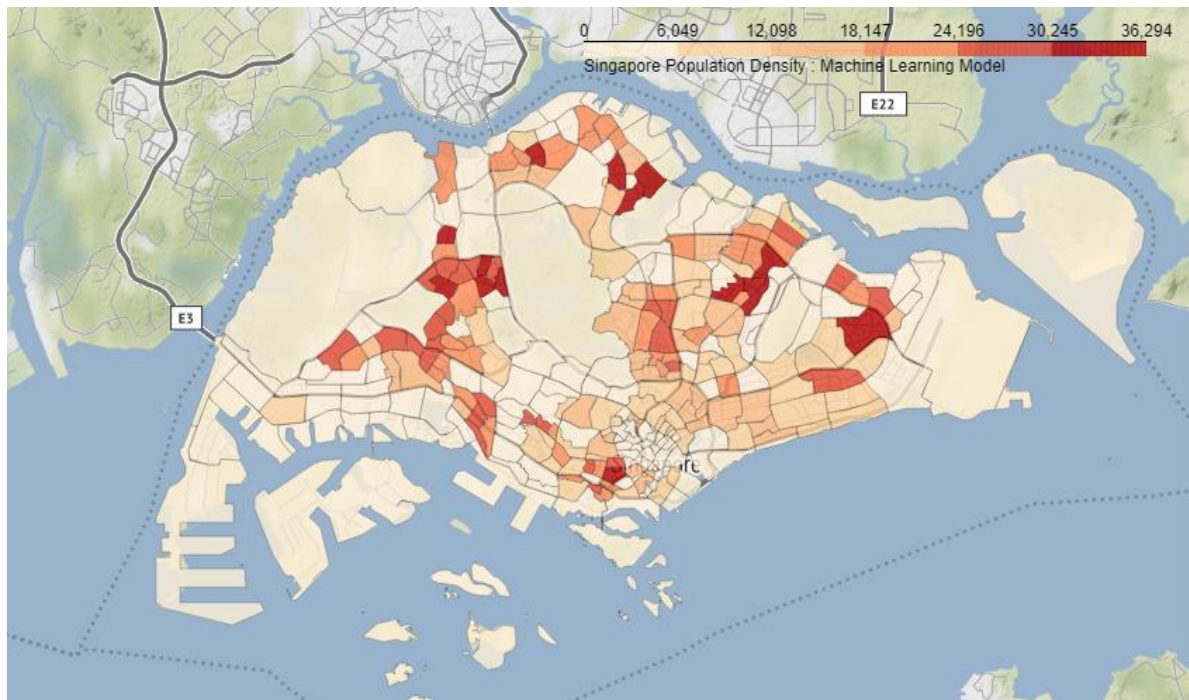 0 6,049 12,098 18,147 24,196 30,245 36,294
Singapore Population Density : Machine Learning Model
E22
E3
Singapore